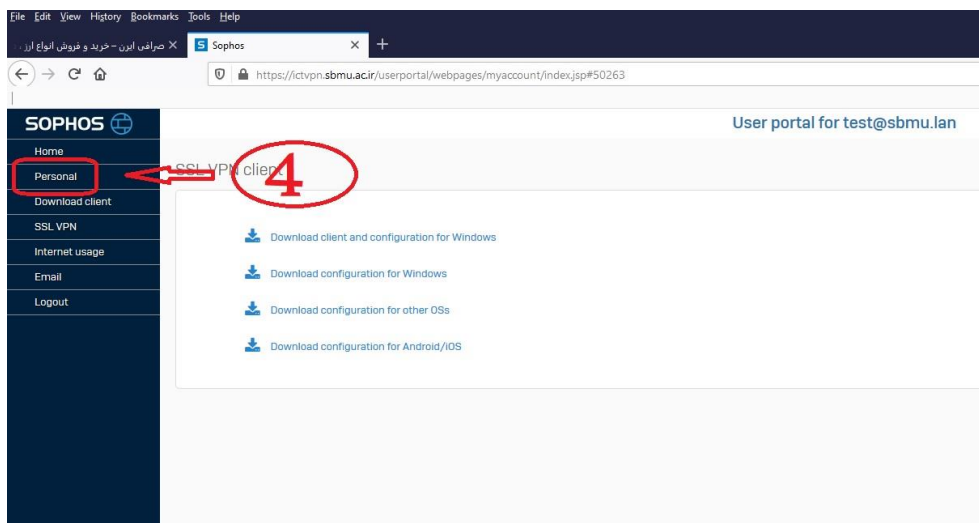 File Edit View History Bookmarks Tools Help
صرافی ایرن – خرید و فروش انواع ارز
Sophos
https://ictvpn.sbmu.ac.ir/userportal/webpages/myaccount/index.jsp#50263
SOPHOS
User portal for test@sbmu.lan
Home
Personal
Download client
SSL VPN
Internet usage
Email
Logout
SSL VPN client
4
Download client and configuration for Windows
Download configuration for Windows
Download configuration for other OSs
Download configuration for Android/iOS